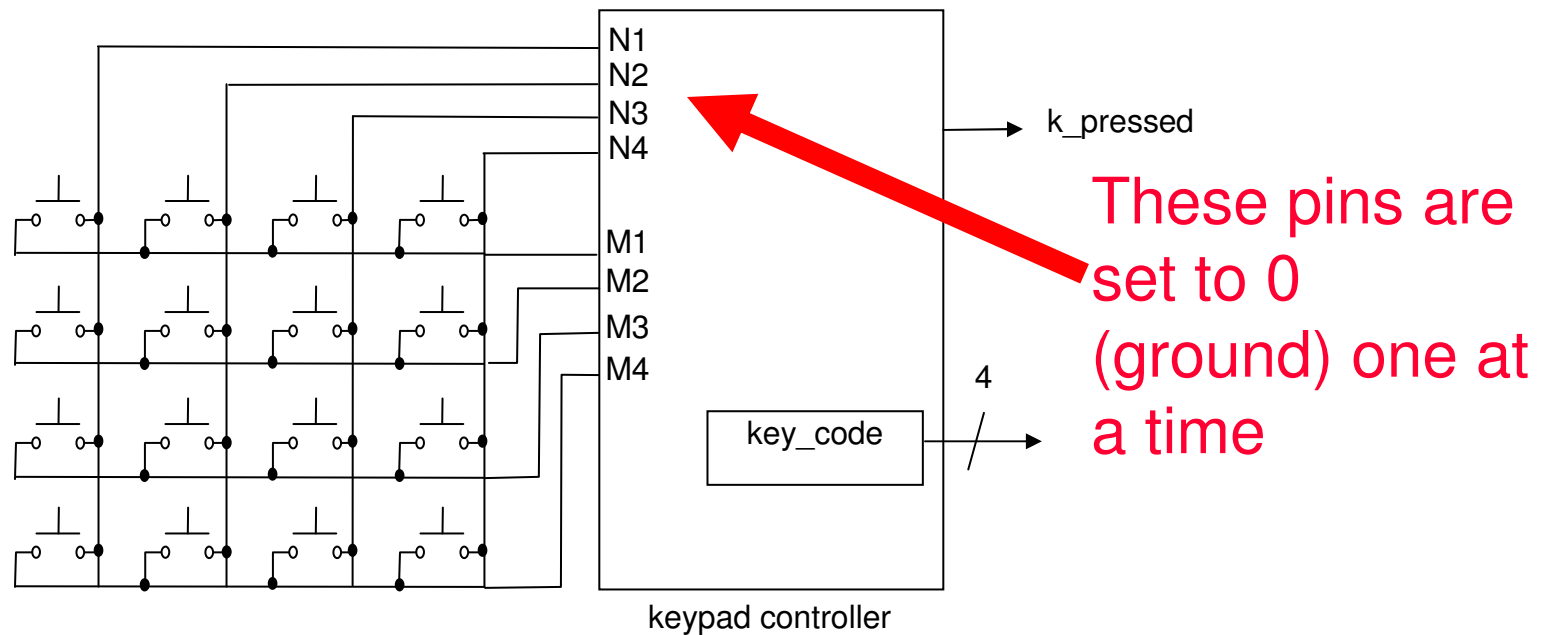 N1
N2
N3
N4
M1
M2
M3
M4
key_code
keypad controller
k_pressed
4
These pins are
set to 0
(ground) one at
a time